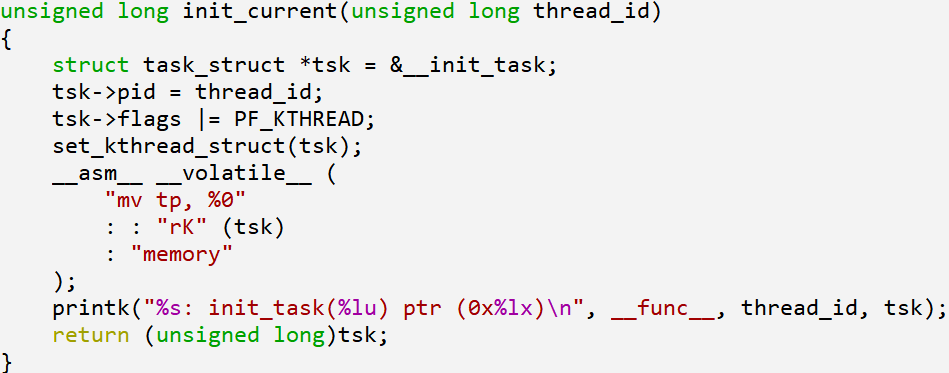 unsigned long init_current(unsigned long thread_id)
{
    struct task_struct *tsk = &__init_task;
    tsk->pid = thread_id;
    tsk->flags |= PF_KTHREAD;
    set_kthread_struct(tsk);
    __asm__ __volatile__ (
        "mv tp, %0"
        : : "rK" (tsk)
        : "memory"
    );
    printk("%s: init_task(%lu) ptr (0x%lx)\n", __func__, thread_id, tsk);
    return (unsigned long)tsk;
}